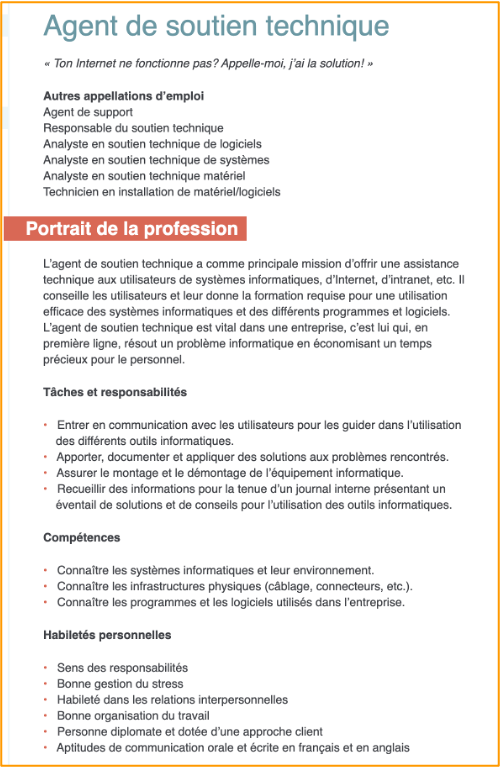 Agent de soutien technique
« Ton Internet ne fonctionne pas? Appelle-moi, j'ai la solution! »
Autres appellations d'emploi
Agent de support
Responsable du soutien technique
Analyste en soutien technique de logiciels
Analyste en soutien technique de systèmes
Analyste en soutien technique matériel
Technicien en installation de matériel/logiciels
Portrait de la profession
L'agent de soutien technique a comme principale mission d'offrir une assistance
technique aux utilisateurs de systèmes informatiques, d'Internet, d'intranet, etc. Il
conseille les utilisateurs et leur donne la formation requise pour une utilisation
efficace des systèmes informatiques et des différents programmes et logiciels.
L'agent de soutien technique est vital dans une entreprise, c'est lui qui, en
première ligne, résout un problème informatique en économisant un temps
précieux pour le personnel.
Tâches et responsabilités
• Entrer en communication avec les utilisateurs pour les guider dans l'utilisation
des différents outils informatiques.
• Apporter, documenter et appliquer des solutions aux problèmes rencontrés.
• Assurer le montage et le démontage de l'équipement informatique.
• Recueillir des informations pour la tenue d'un journal interne présentant un
éventail de solutions et de conseils pour l'utilisation des outils informatiques.
Compétences
• Connaître les systèmes informatiques et leur environnement.
• Connaître les infrastructures physiques (câblage, connecteurs, etc.).
• Connaître les programmes et les logiciels utilisés dans l'entreprise.
Habiletés personnelles
• Sens des responsabilités
• Bonne gestion du stress
• Habileté dans les relations interpersonnelles
• Bonne organisation du travail
• Personne diplomate et dotée d'une approche client
• Aptitudes de communication orale et écrite en français et en anglais